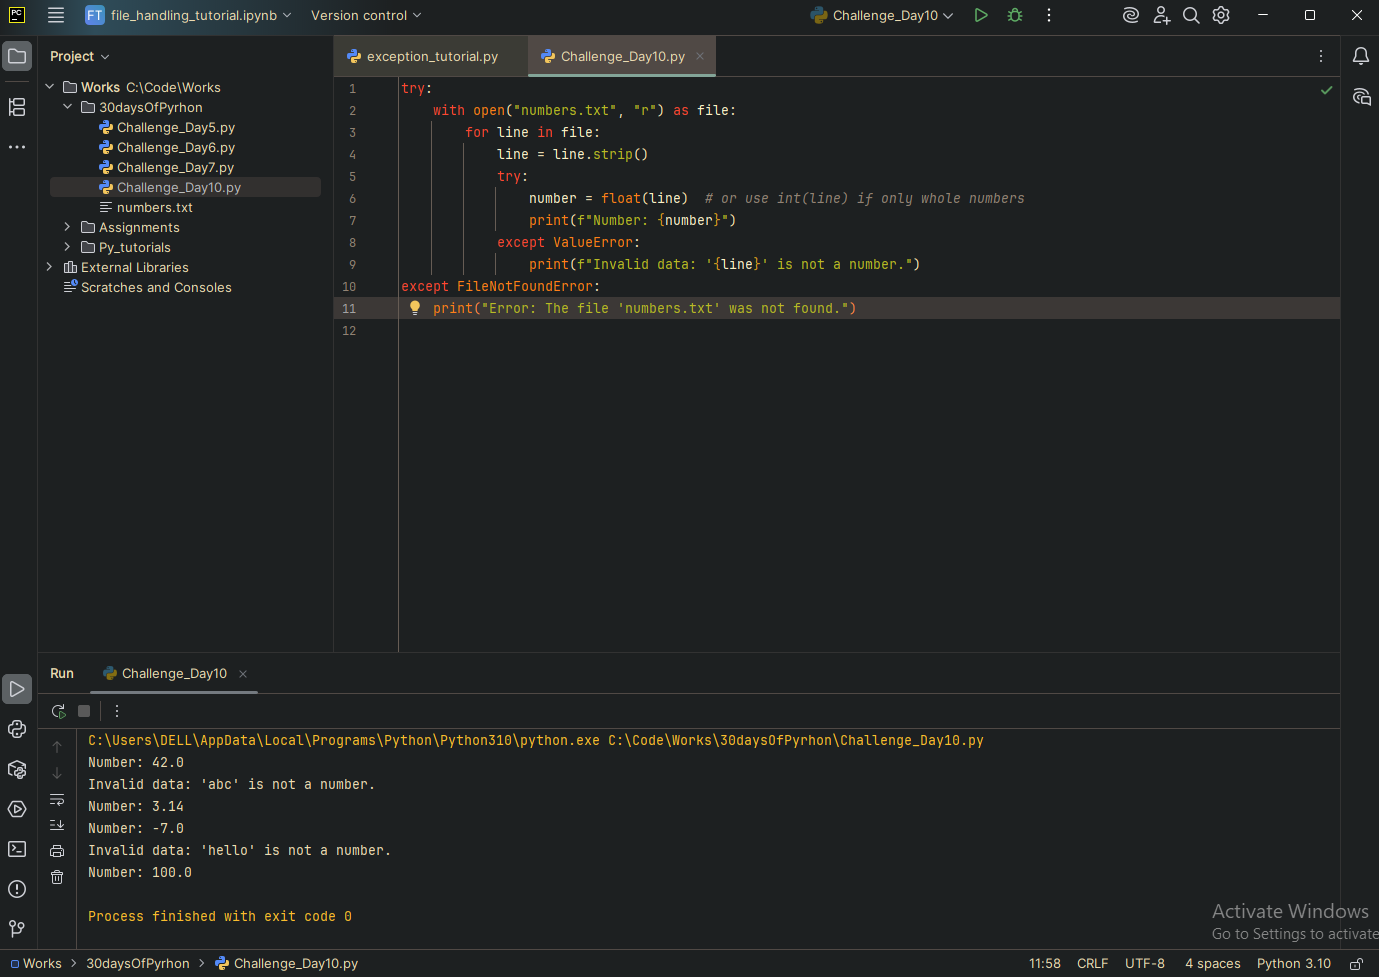 PC
FT file_handling_tutorial.ipynb Version control Challenge_Day10
Project
Works C:\Code\Works
30daysOfPyrhon
Challenge_Day5.py
Challenge_Day6.py
Challenge_Day7.py
Challenge_Day10.py
numbers.txt
Assignments
Py_tutorials
External Libraries
Scratches and Consoles
exception_tutorial.py Challenge_Day10.py
1 try:
2 with open("numbers.txt", "r") as file:
3 for line in file:
4 line = line.strip()
5 try:
6 number = float(line)  # or use int(line) if only whole numbers
7 print(f"Number: {number}")
8 except ValueError:
9 print(f"Invalid data: '{line}' is not a number.")
10 except FileNotFoundError:
11 print("Error: The file 'numbers.txt' was not found.")
12
Run Challenge_Day10
C:\Users\DELL\AppData\Local\Programs\Python\Python310\python.exe C:\Code\Works\30daysOfPyrhon\Challenge_Day10.py
Number: 42.0
Invalid data: 'abc' is not a number.
Number: 3.14
Number: -7.0
Invalid data: 'hello' is not a number.
Number: 100.0
Process finished with exit code 0
Activate Windows
Go to Settings to activate
Works > 30daysOfPyrhon > Challenge_Day10.py
11:58 CRLF UTF-8 4 spaces Python 3.10